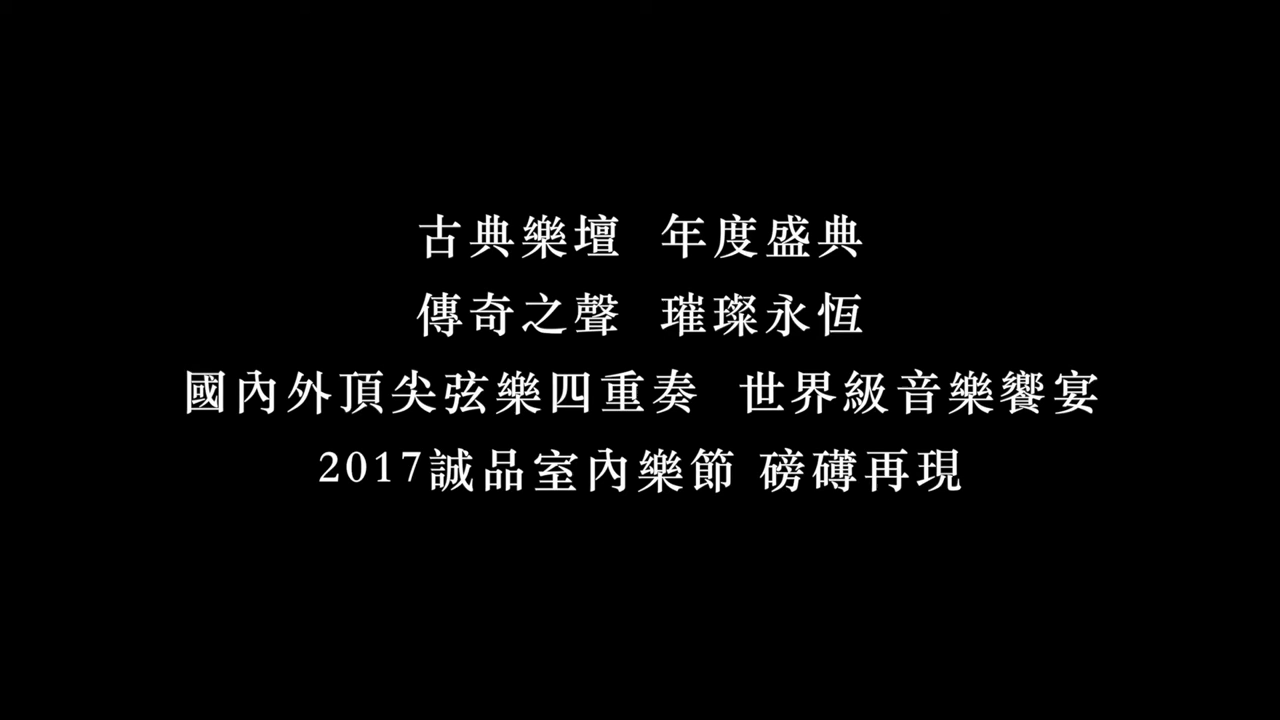 古典樂壇 年度盛典
傳奇之聲 璀璨永恆
國內外頂尖弦樂四重奏 世界級音樂饗宴
2017誠品室內樂節 磅礡再現